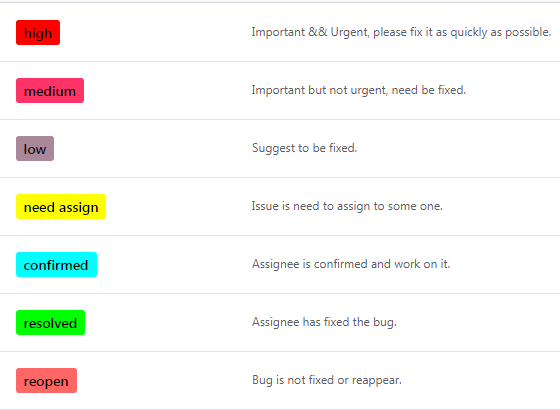 high Important && Urgent, please fix it as quickly as possible.
medium Important but not urgent, need be fixed.
low Suggest to be fixed.
need assign Issue is need to assign to some one.
confirmed Assignee is confirmed and work on it.
resolved Assignee has fixed the bug.
reopen Bug is not fixed or reappear.